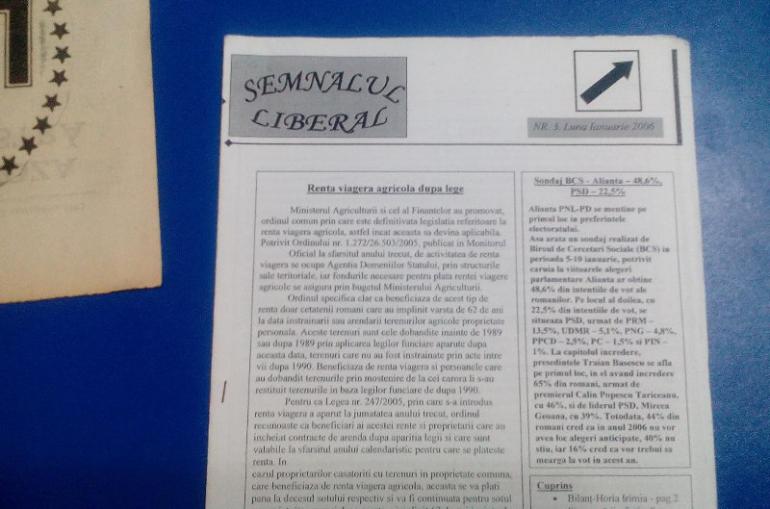 SEMNALUL
LIBERAL
NR. 3. Luna Ianuarie 2006
Renta viagera agricola dupa lege
Ministerul Agriculturii si cel al Finantelor au promovat,
ordinul comun prin care este definitivata legislatia referitoare la
renta viagera agricola, astfel incat aceasta sa devina aplicabila.
Potrivit Ordinului nr. 1.272/26.503/2005, publicat in Monitorul
Oficial la sfarsitul anului trecut, de activitatea de renta
viagera se ocupa Agentia Domeniilor Statului, prin structurile
sale teritoriale, iar fondurile necesare pentru plata rentei viagere
agricole se asigura prin bugetul Ministerului Agriculturii.
Ordinul specifica clar ca beneficiaza de acest tip de
renta doar cetatenii romani care au implinit varsta de 62 de ani
la data instrainarii sau arendarii terenurilor agricole proprietate
personala. Aceste terenuri sunt cele dobandite inainte de 1989
sau dupa 1989 prin aplicarea legilor funciare aparute dupa
aceasta data, terenuri care nu au fost instrainate prin acte intre
vii dupa 1990. Beneficiaza de renta viagera si persoanele care
au dobandit terenurile prin mostenire de la cei carora li s-au
restituit terenurile in baza legilor funciare de dupa 1990.
Pentru ca Legea nr. 247/2005, prin care s-a introdus
renta viagera a aparut la jumatatea anului trecut, ordinul
recunoaste ca beneficiari ai acestei rente si proprietarii care au
incheiat contracte de arenda dupa aparitia legii si care sunt
valabile la sfarsitul anului calendaristic pentru care se plateste
renta. In
cazul proprietarilor casatoriti cu terenuri in proprietate comuna,
care beneficiaza de renta viagera agricola, aceasta se va plati
pana la decesul sotului respectiv si va fi continuata pentru sotul
Sondaj BCS - Alianta – 48,6%,
PSD – 22,5%
Alianta PNL-PD se mentine pe
primul loc in preferintele
electoratului.
Asa arata un sondaj realizat de
Biroul de Cercetari Sociale (BCS) in
perioada 5-10 ianuarie, potrivit
caruia la viitoarele alegeri
parlamentare Alianta ar obtine
48,6% din intentiile de vot ale
romanilor. Pe locul al doilea, cu
22,5% din intentiile de vot, se
situeaza PSD, urmat de PRM –
13,5%, UDMR – 5,1%, PNG – 4,8%,
PPCD – 2,5%, PC – 1,5% si PIN –
1%. La capitolul incredere,
presedintele Traian Basescu se afla
pe primul loc, in el avand incredere
65% din romani, urmat de
premierul Calin Popescu Tariceanu,
cu 46%, si de liderul PSD, Mircea
Geoana, cu 39%. Totodata, 44% din
romani cred ca in anul 2006 nu vor
avea loc alegeri anticipate, 40% nu
stiu, iar 16% cred ca vor trebui sa
mearga la vot in acest an.
Cuprins
• Bilanț-Horia Irimia - pag.2